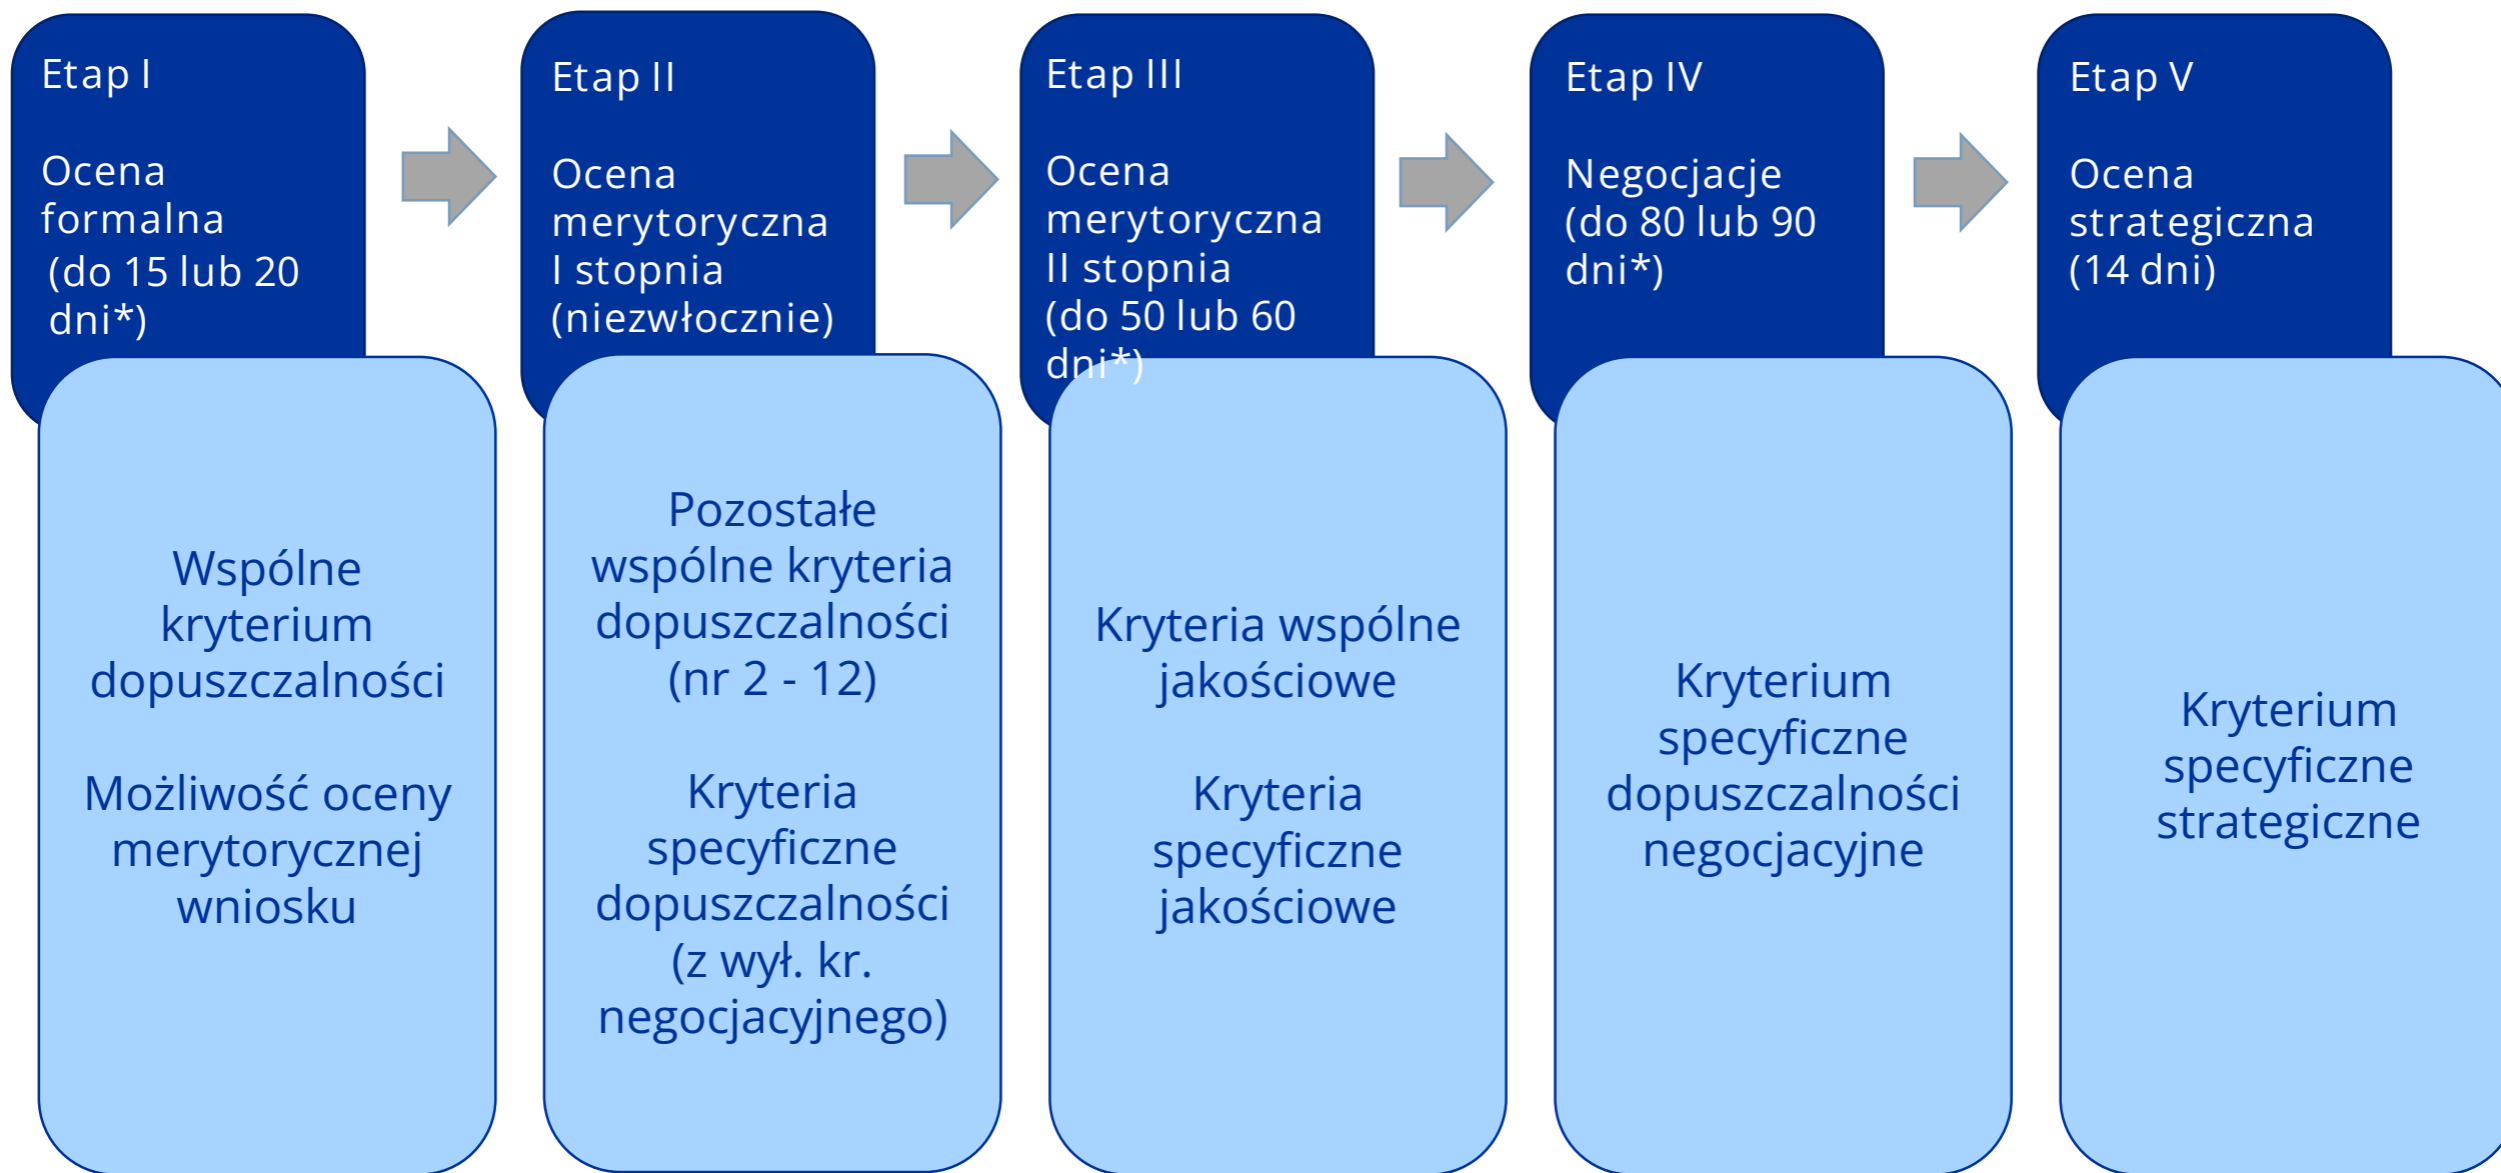 Etap I
Ocena
formalna
(do 15 lub 20
dni*)
Wspólne
kryterium
dopuszczalności
Możliwość oceny
merytorycznej
wniosku
Etap II
Ocena
merytoryczna
I stopnia
(niezwłocznie)
Pozostałe
wspólne kryteria
dopuszczalności
(nr 2 - 12)
Kryteria
specyficzne
dopuszczalności
(z wył. kr.
negocjacyjnego)
Etap III
Ocena
merytoryczna
II stopnia
(do 50 lub 60
dni*)
Kryteria wspólne
jakościowe
Kryteria
specyficzne
jakościowe
Etap IV
Negocjacje
(do 80 lub 90
dni*)
Kryterium
specyficzne
dopuszczalności
negocjacyjne
Etap V
Ocena
strategiczna
(14 dni)
Kryterium
specyficzne
strategiczne